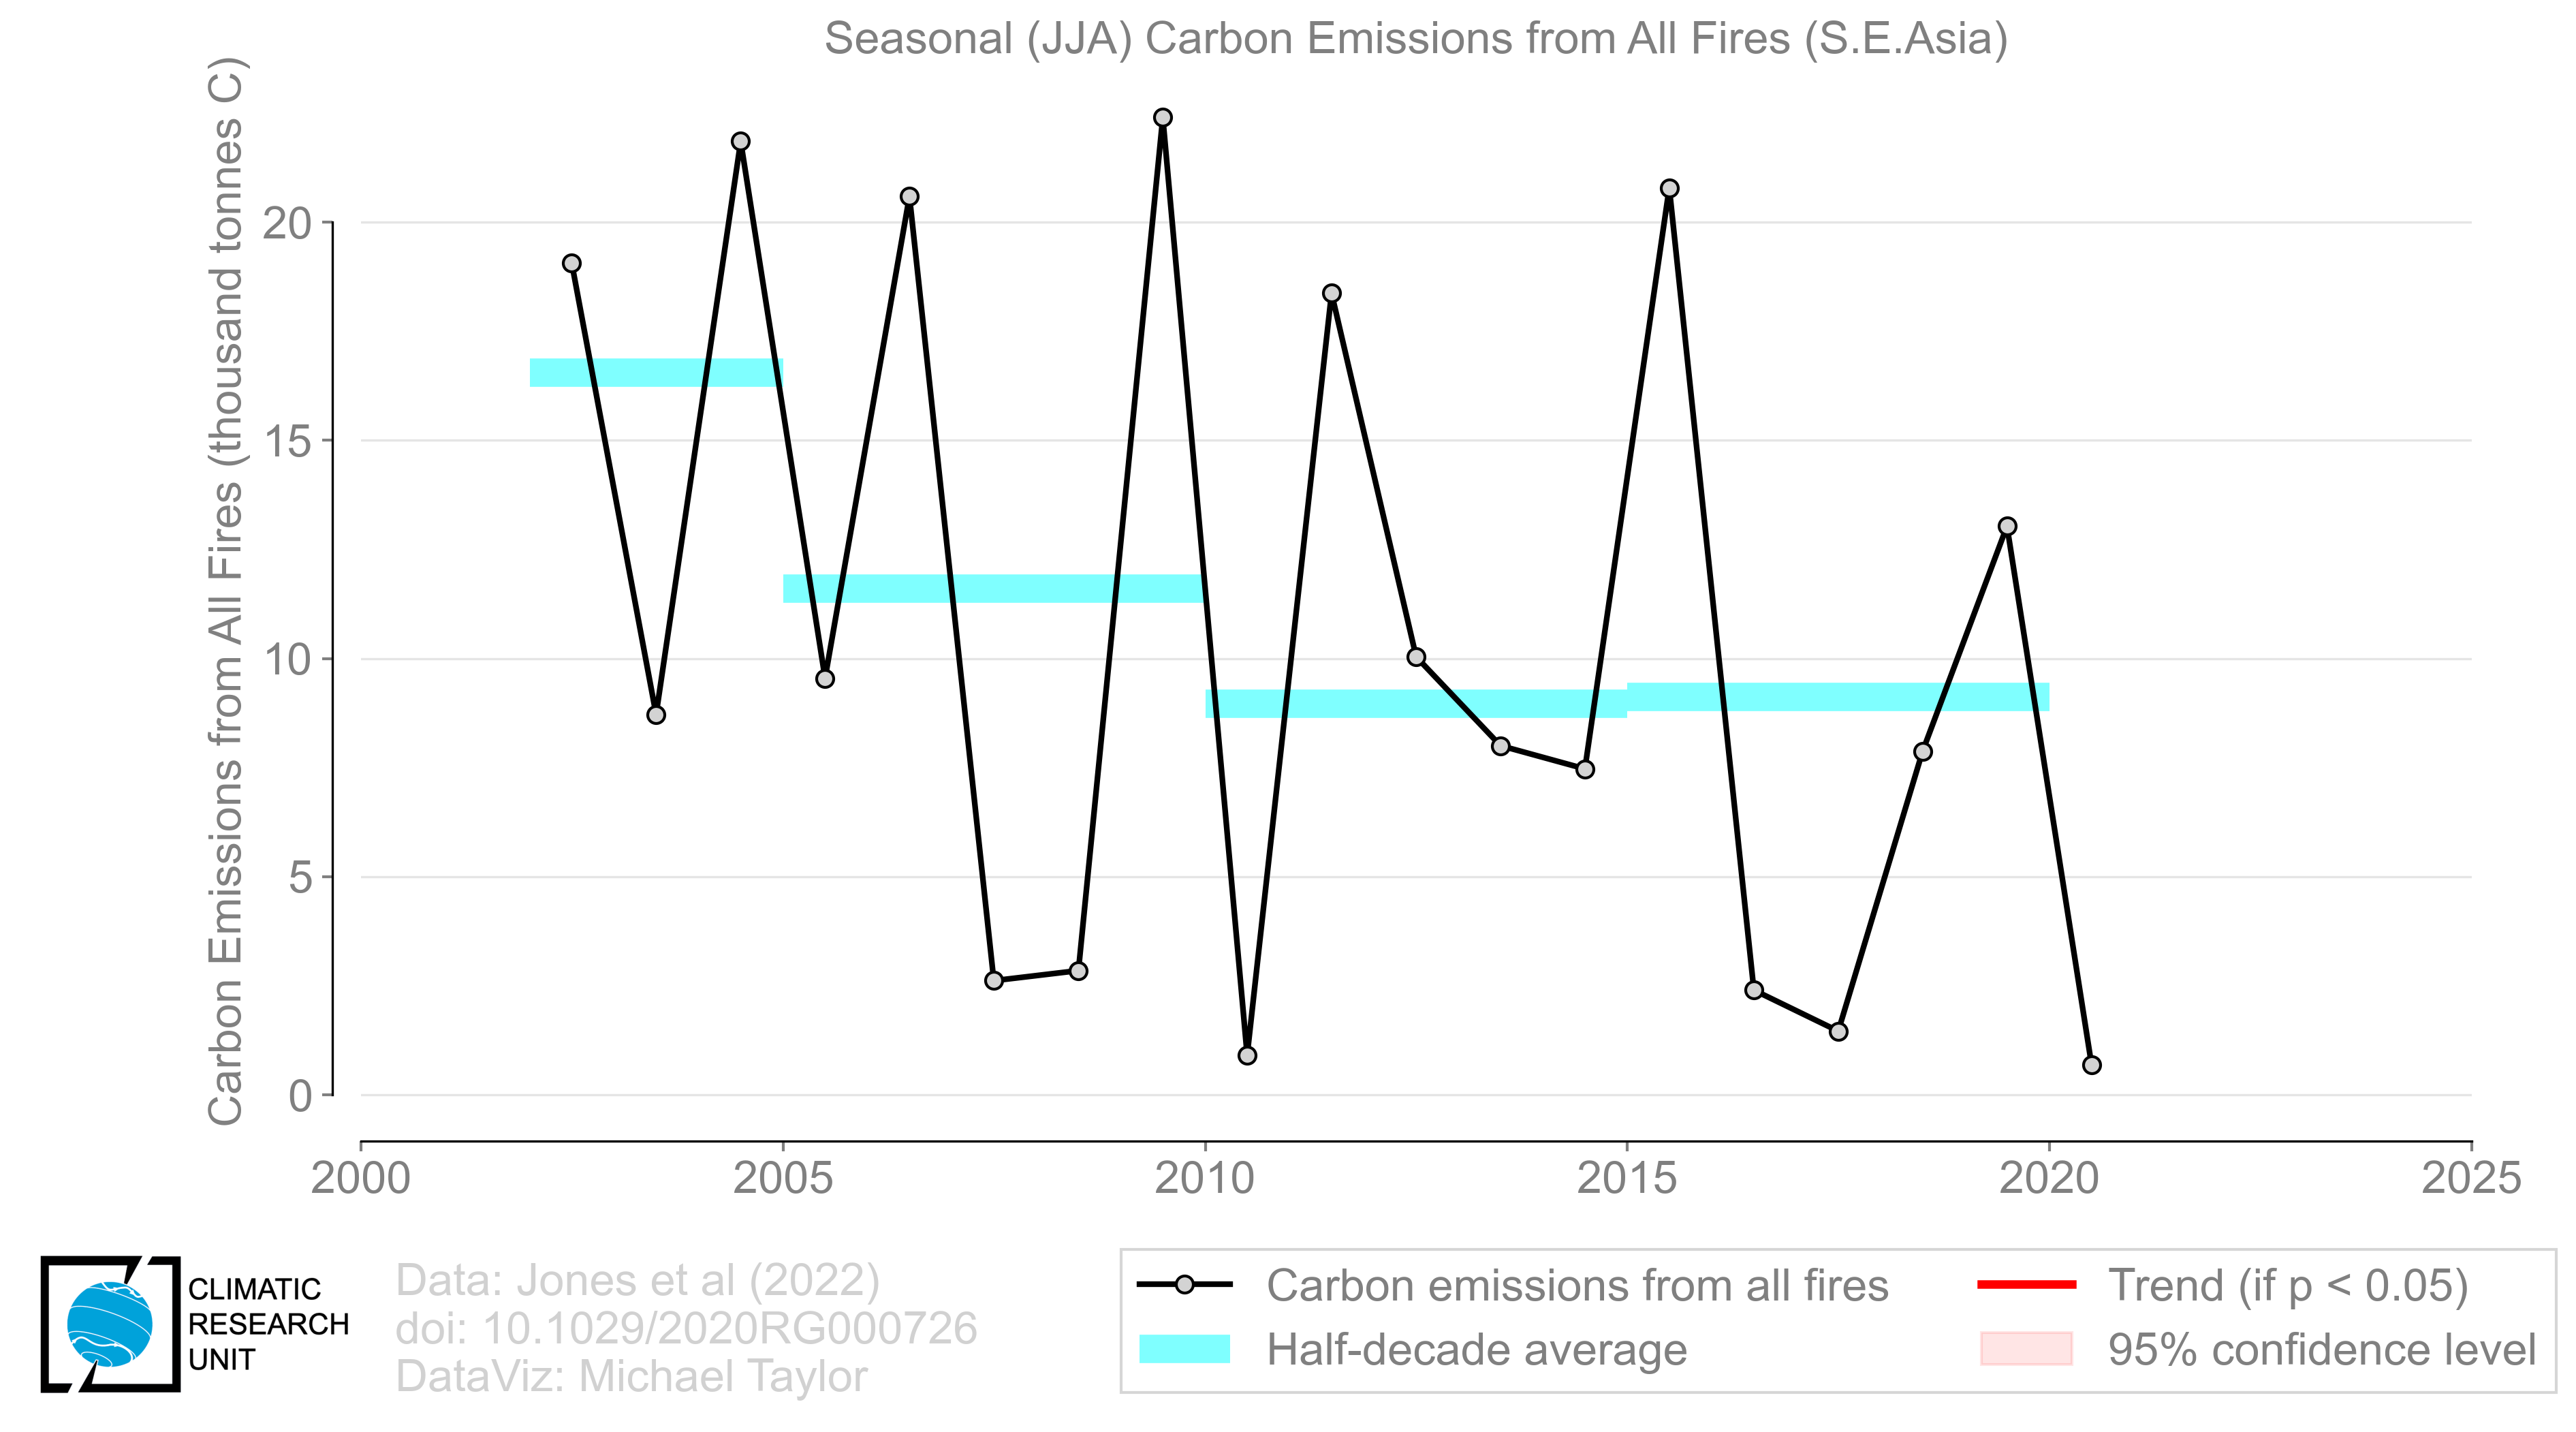 Seasonal (JJA) Carbon Emissions from All Fires (S.E.Asia)
Carbon Emissions from All Fires (thousand tonnes C)
20
15
10
5
0
2000
2005
2010
2015
2020
2025
CLIMATIC
RESEARCH
UNIT
Data: Jones et al (2022)
doi: 10.1029/2020RG000726
DataViz: Michael Taylor
Carbon emissions from all fires
Half-decade average
Trend (if p < 0.05)
95% confidence level